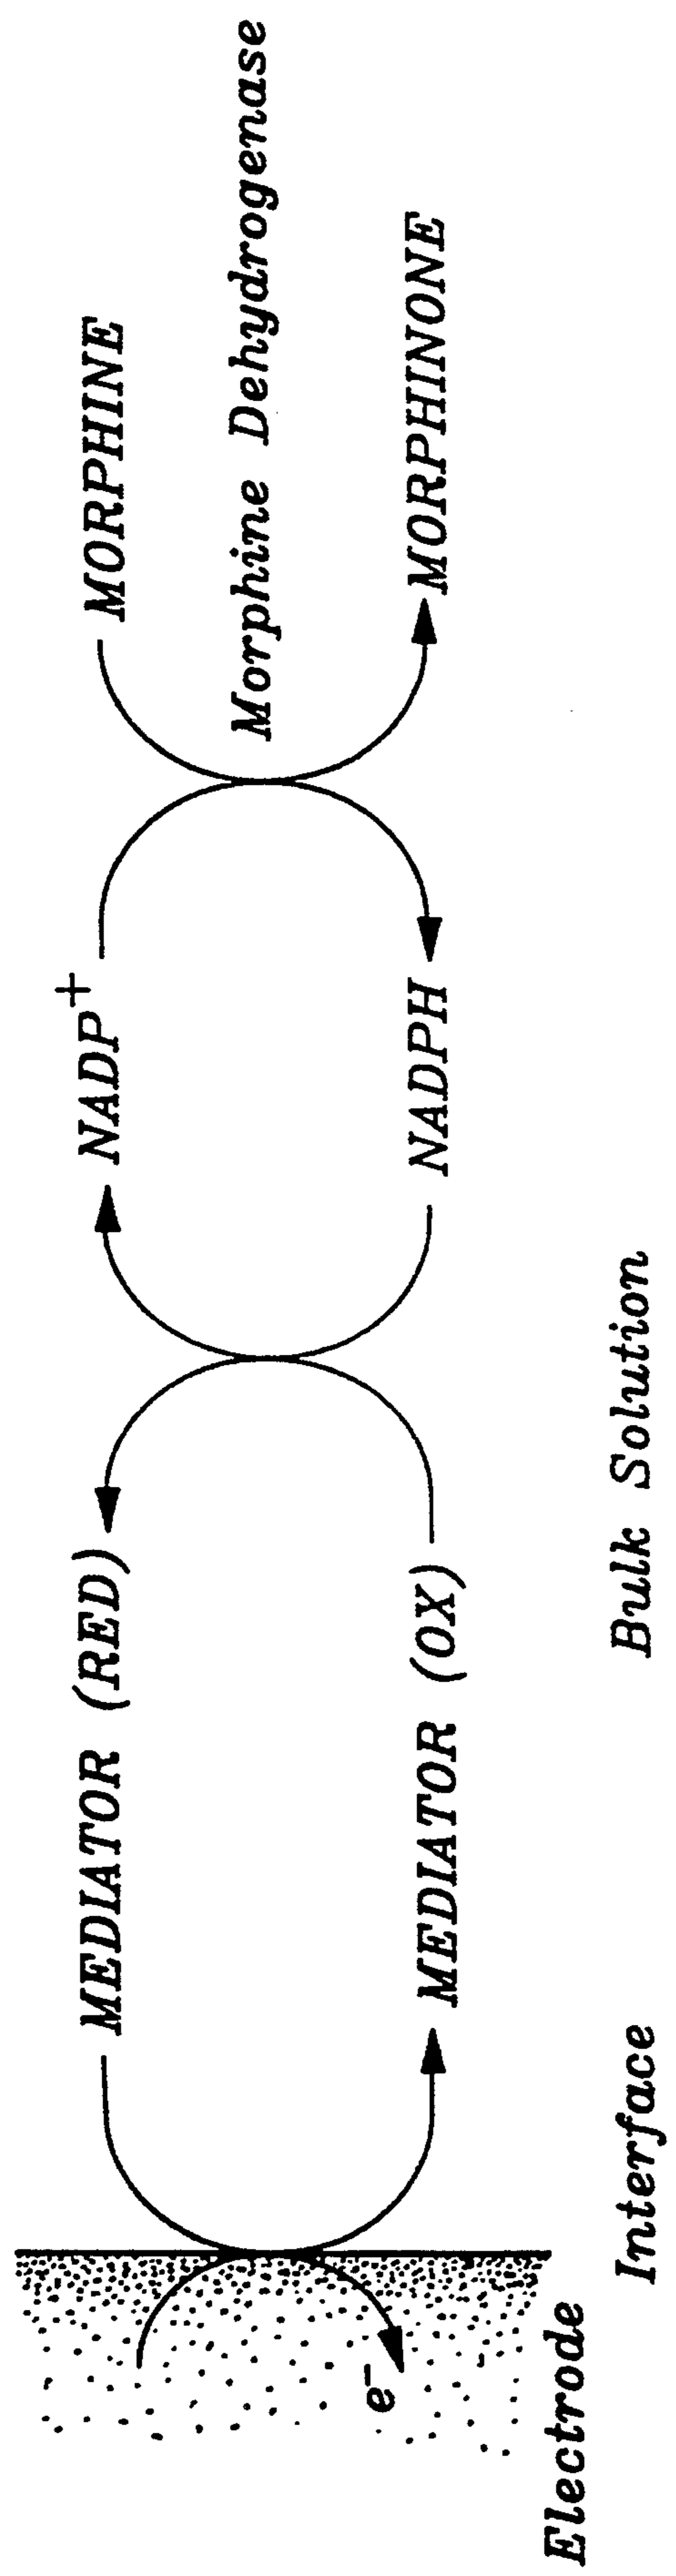 MEDIATOR (RED)
NADP+
MORPHINE
Morphine Dehydrogenase
e-
MEDIATOR (OX)
NADPH
MORPHINONE
Electrode
Interface
Bulk Solution